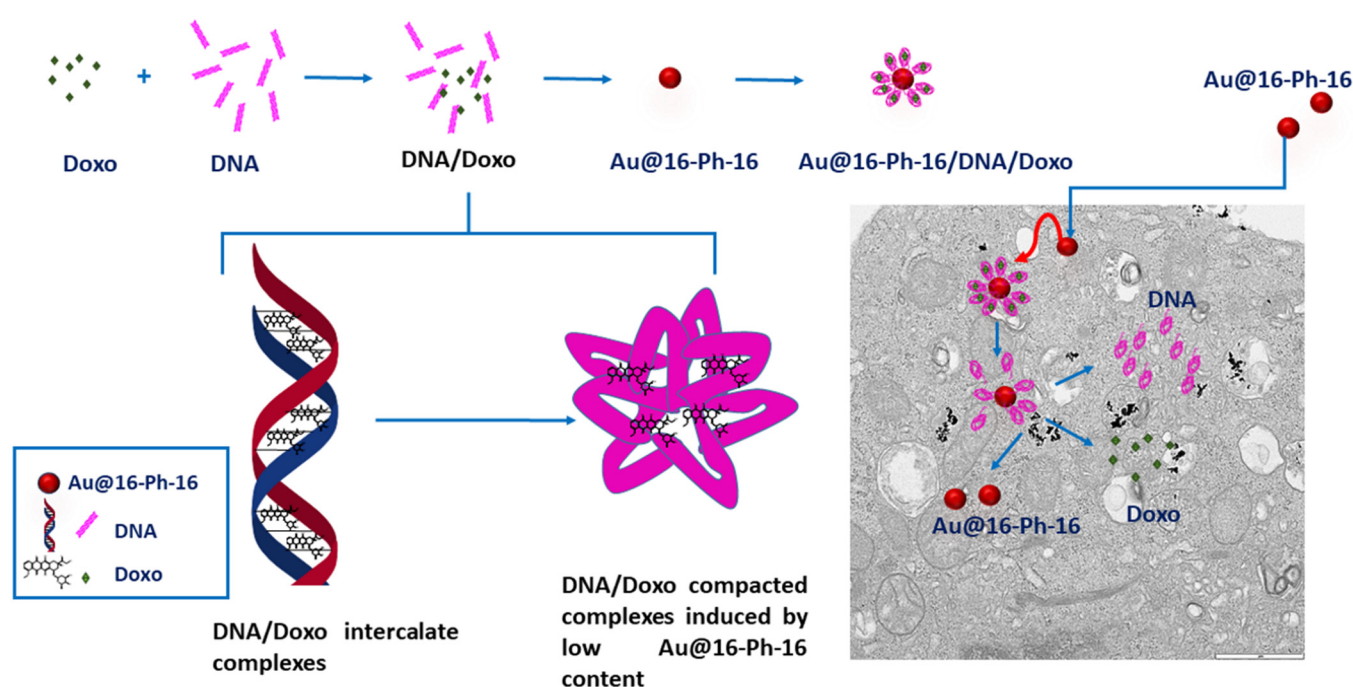 Au@16-Ph-16
Doxo
+
DNA
DNA/Doxo
Au@16-Ph-16
Au@16-Ph-16/DNA/Doxo
DNA
Au@16-Ph-16
DNA
Doxo
Au@16-Ph-16
Doxo
DNA/Doxo intercalate
complexes
DNA/Doxo compacted
complexes induced by
low Au@16-Ph-16
content